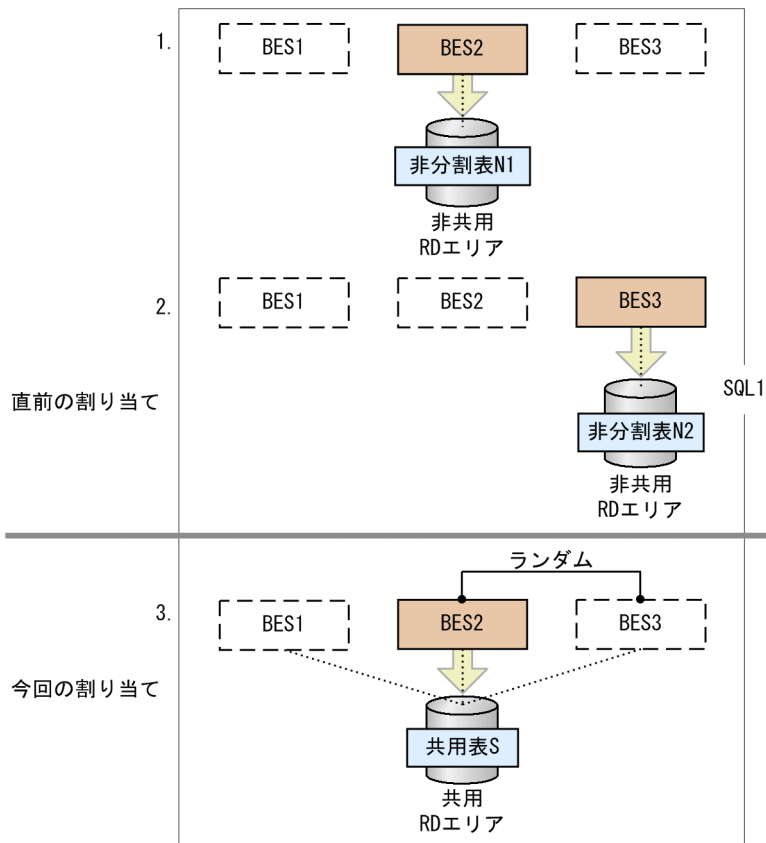 1.
BES1
BES2
BES3
非分割表N1
非共用
RDエリア
2.
BES1
BES2
BES3
直前の割り当て
SQL1
非分割表N2
非共用
RDエリア
ランダム
3.
BES1
BES2
BES3
今回の割り当て
共用表S
共用
RDエリア